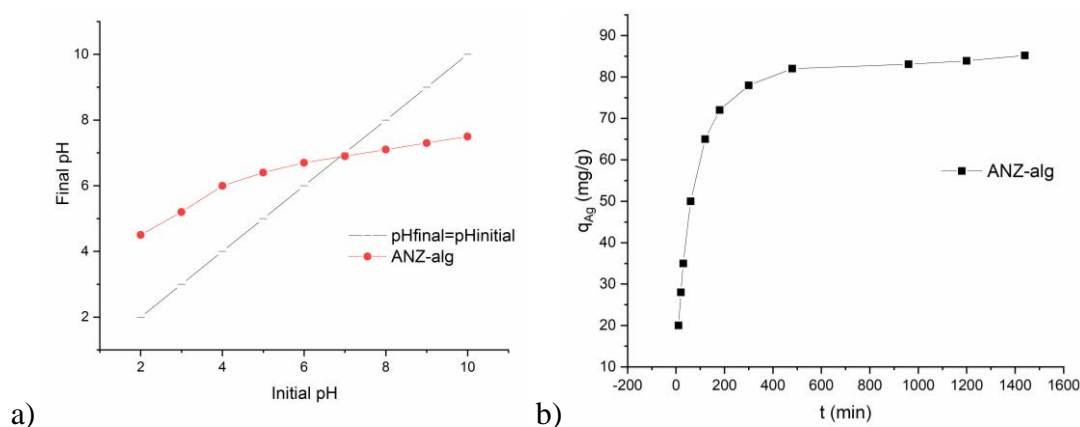 Final pH
10
8
6
4
2
2 4 6 8 10
Initial pH
pHfinal=pHinitial
ANZ-alg
a)
q_Ag (mg/g)
90
80
70
60
50
40
30
20
10
-200 0 200 400 600 800 1000 1200 1400 1600
t (min)
ANZ-alg
b)